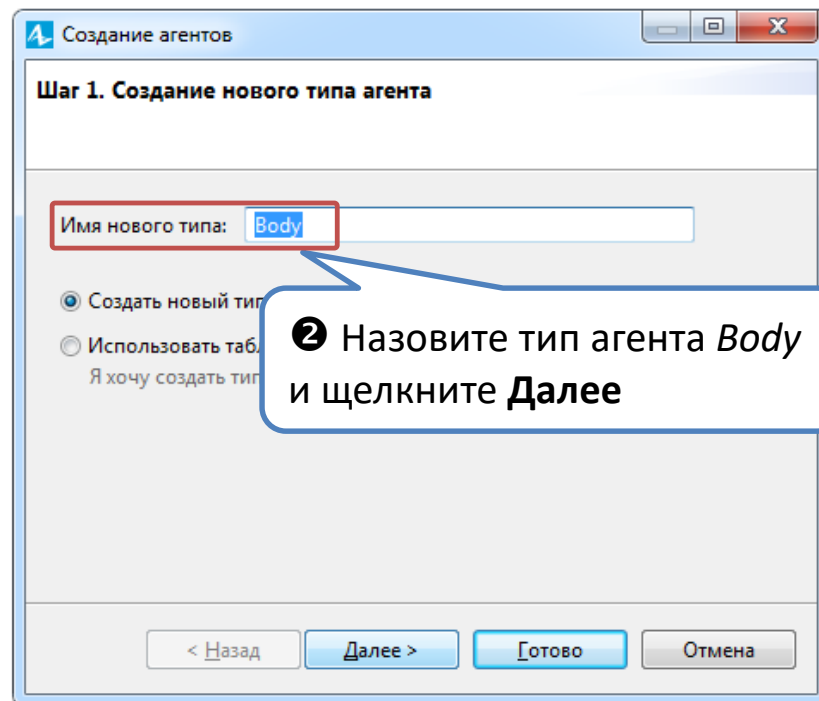 Создание агентов
Шаг 1. Создание нового типа агента
Имя нового типа: Body
Создать новый тип
Использовать таб
Я хочу создать тип
❷ Назовите тип агента Body
и щелкните Далее
< Назад Далее > Готово Отмена